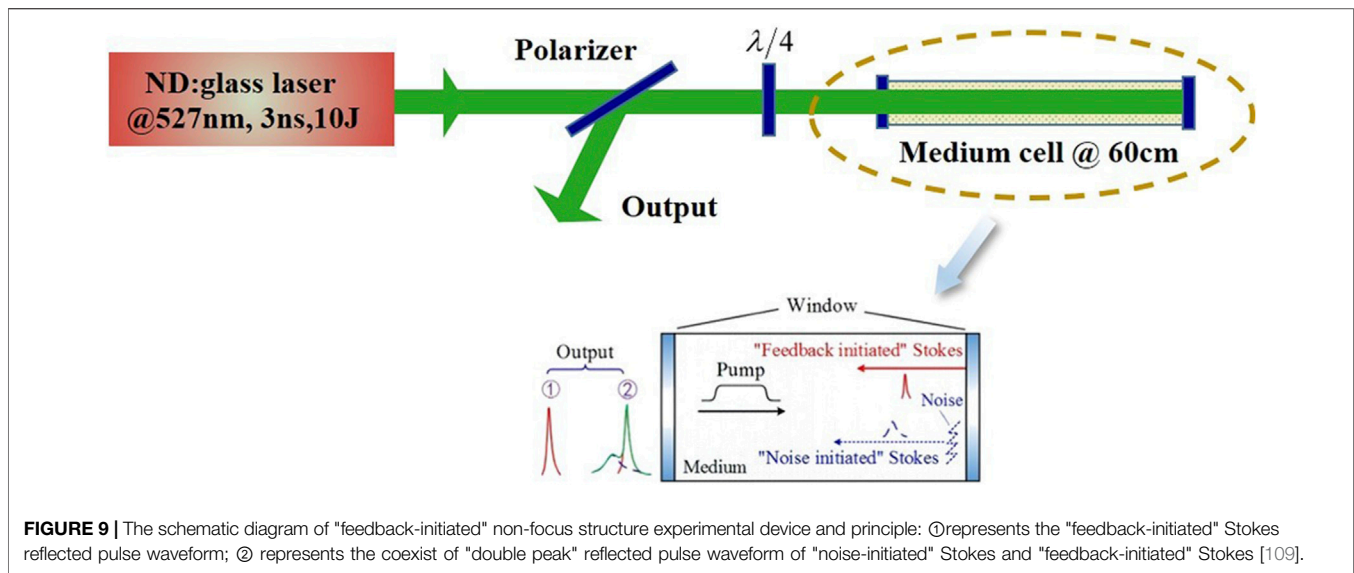 ND:glass laser
@527nm, 3ns,10J
Polarizer
λ/4
Medium cell @ 60cm
Output
Window
Output
①
②
"Feedback initiated" Stokes
Pump
Noise
"Noise initiated" Stokes
Medium
FIGURE 9 | The schematic diagram of "feedback-initiated" non-focus structure experimental device and principle: ①represents the "feedback-initiated" Stokes
reflected pulse waveform; ② represents the coexist of "double peak" reflected pulse waveform of "noise-initiated" Stokes and "feedback-initiated" Stokes [109].